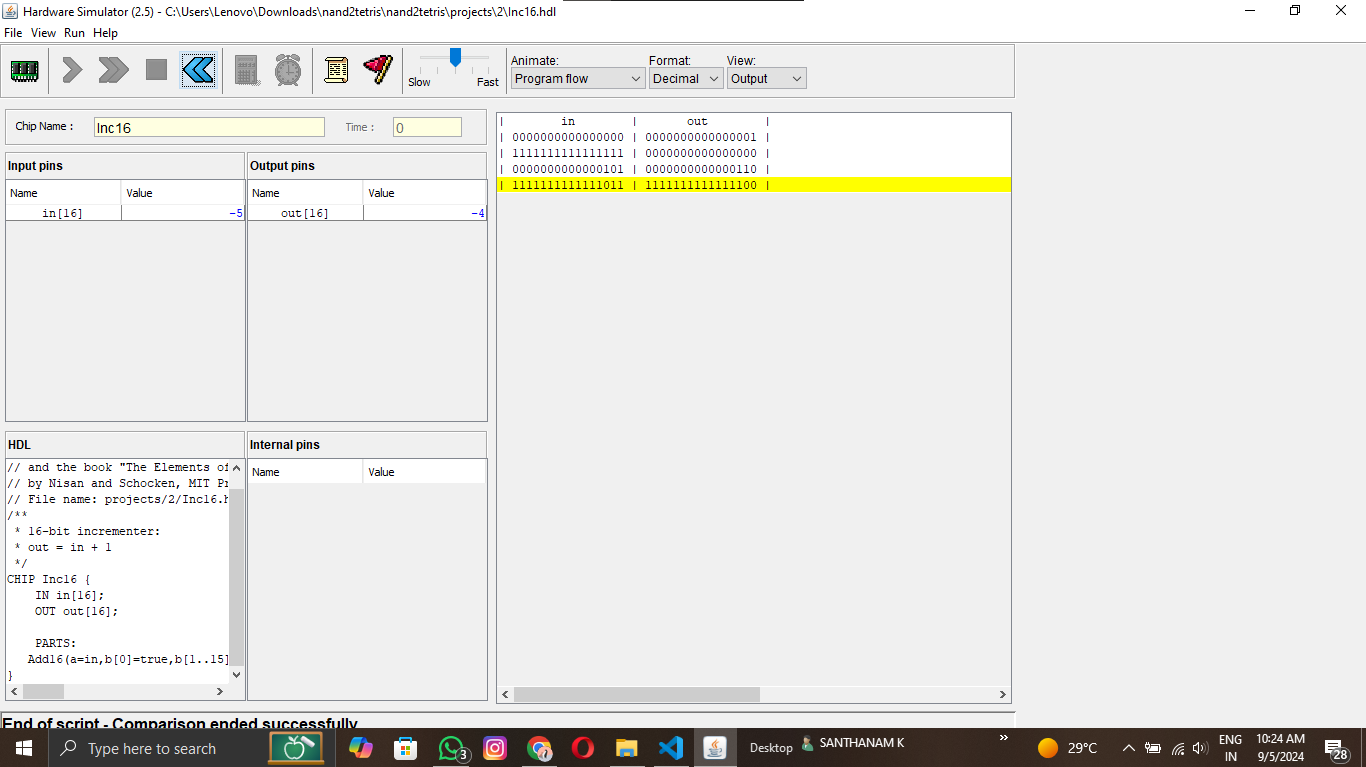 Hardware Simulator (2.5) - C:\Users\Lenovo\Downloads\nand2tetris\nand2tetris\projects\2\Inc16.hdl
File View Run Help
Animate: Format: View:
Slow Fast Program flow Decimal Output
Chip Name : Inc16 Time : 0
Input pins Output pins
Name Value Name Value
in[16] -5 out[16] -4
| in | out |
| 0000000000000000 | 0000000000000001 |
| 1111111111111111 | 0000000000000000 |
| 0000000000000101 | 0000000000000110 |
| 1111111111111011 | 1111111111111100 |
HDL Internal pins
Name Value
// and the book "The Elements of
// by Nisan and Schocken, MIT Pr
// File name: projects/2/Inc16.h
/**
* 16-bit incrementer:
* out = in + 1
*/
CHIP Inc16 {
IN in[16];
OUT out[16];
PARTS:
Add16(a=in,b[0]=true,b[1..15]
}
End of script - Comparison ended successfully
Type here to search 3 Desktop SANTHANAM K 29°C ENG IN 10:24 AM 9/5/2024 28